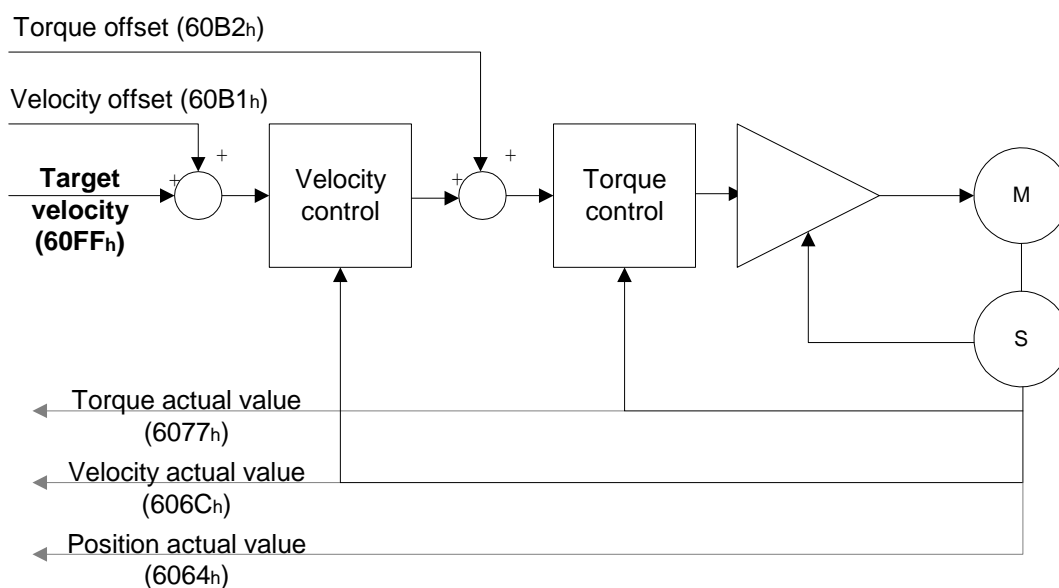 Torque offset (60B2h)
Velocity offset (60B1h)
+
+
+
+
Target
velocity
(60FFh)
Velocity
control
Torque
control
M
S
Torque actual value
(6077h)
Velocity actual value
(606Ch)
Position actual value
(6064h)